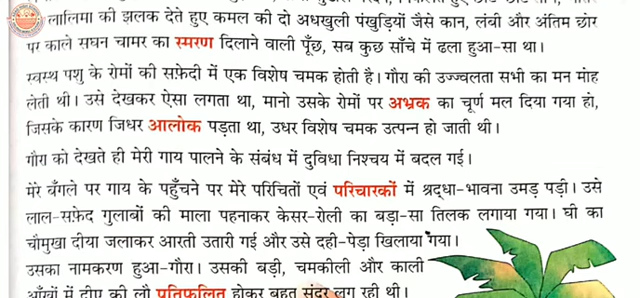 लालिमा की झलक देते हुए कमल की दो अधखुली पंखुड़ियों जैसे कान, लंबी और अंतिम छोर
पर काले सघन चामर का स्मरण दिलाने वाली पूँछ, सब कुछ साँचे में ढला हुआ-सा था।
स्वस्थ पशु के रोमों की सफ़ेदी में एक विशेष चमक होती है। गौरा की उज्ज्वलता सभी का मन मोह
लेती थी। उसे देखकर ऐसा लगता था, मानो उसके रोमों पर अभ्रक का चूर्ण मल दिया गया हो,
जिसके कारण जिधर आलोक पड़ता था, उधर विशेष चमक उत्पन्न हो जाती थी।
गौरा को देखते ही मेरी गाय पालने के संबंध में दुविधा निश्चय में बदल गई।
मेरे बँगले पर गाय के पहुँचने पर मेरे परिचितों एवं परिचारकों में श्रद्धा-भावना उमड़ पड़ी। उसे
लाल-सफ़ेद गुलाबों की माला पहनाकर केसर-रोली का बड़ा-सा तिलक लगाया गया। घी का
चौमुखा दीया जलाकर आरती उतारी गई और उसे दही-पेड़ा खिलाया गया।
उसका नामकरण हुआ-गौरा। उसकी बड़ी, चमकीली और काली
आँखों में दीए की लौ प्रतिफलित होकर बहुत सुंदर लग रही थी।